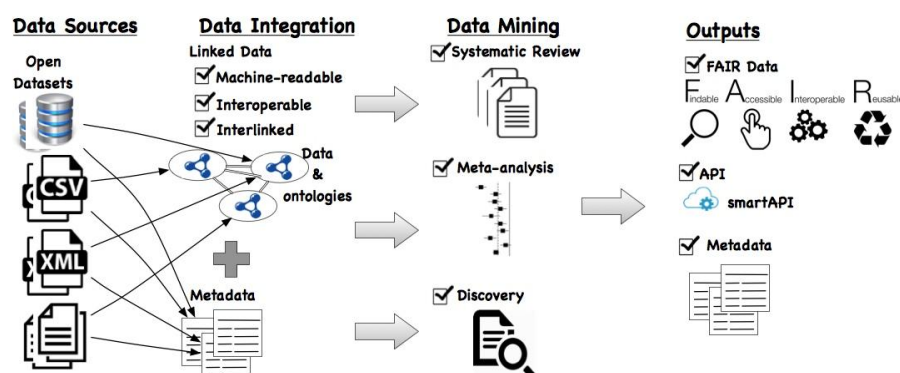 Data Sources
Open
Datasets
CSV
XML
Data Integration
Linked Data
Machine-readable
Interoperable
Interlinked
Data
&
ontologies
Metadata
Data Mining
Systematic Review
Meta-analysis
Discovery
Outputs
FAIR Data
Findable Accessible Interoperable Reusable
API
smartAPI
Metadata